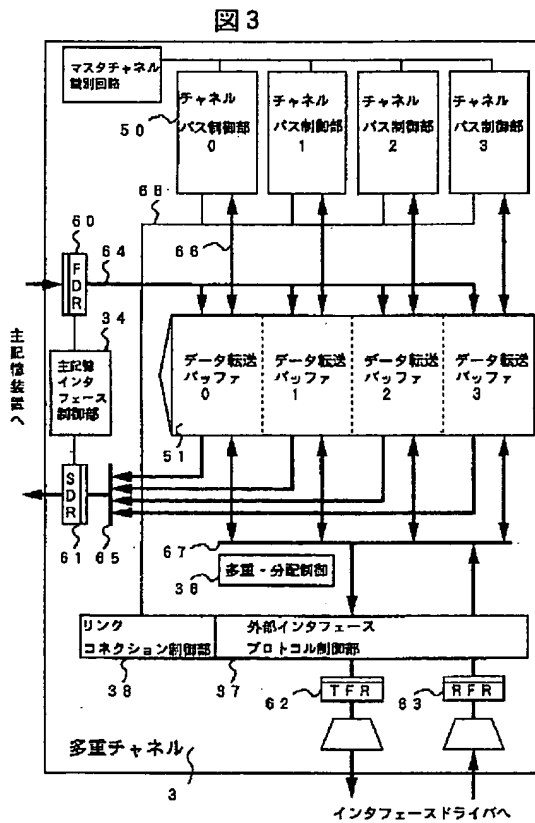 図3
マスタチャネル
識別回路
50
チャネル
パス制御部
0
チャネル
パス制御部
1
チャネル
パス制御部
2
チャネル
パス制御部
3
68
60
64
66
FDR
34
主記憶装置へ
主記憶
インタ
フェース
制御部
データ転送
バッファ
0
データ転送
バッファ
1
データ転送
バッファ
2
データ転送
バッファ
3
51
SDR
61
65
67
36
多重・分配制御
リンク
コネクション制御部
外部インタフェース
プロトコル制御部
38
37
TFR
62
RFR
63
多重チャネル
3
インタフェースドライバへ